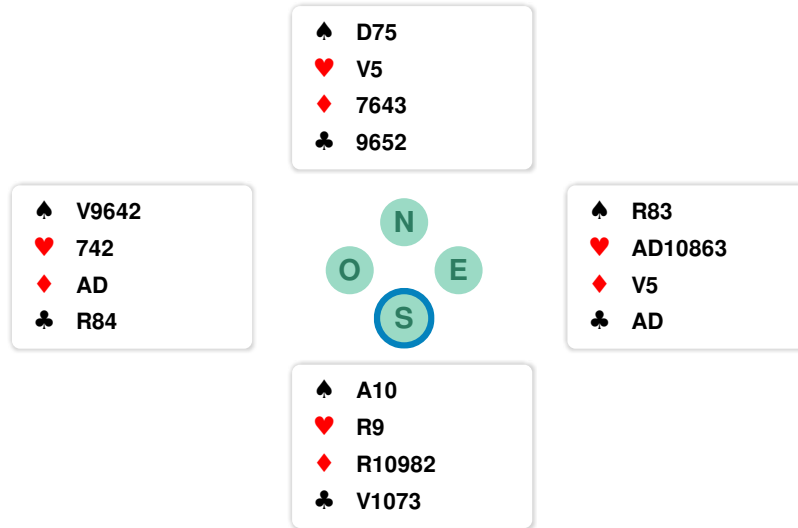 ♠ D75
♥ V5
♦ 7643
♣ 9652
♠ V9642
♥ 742
♦ AD
♣ R84
N
O E
S
♠ R83
♥ AD10863
♦ V5
♣ AD
♠ A10
♥ R9
♦ R10982
♣ V1073